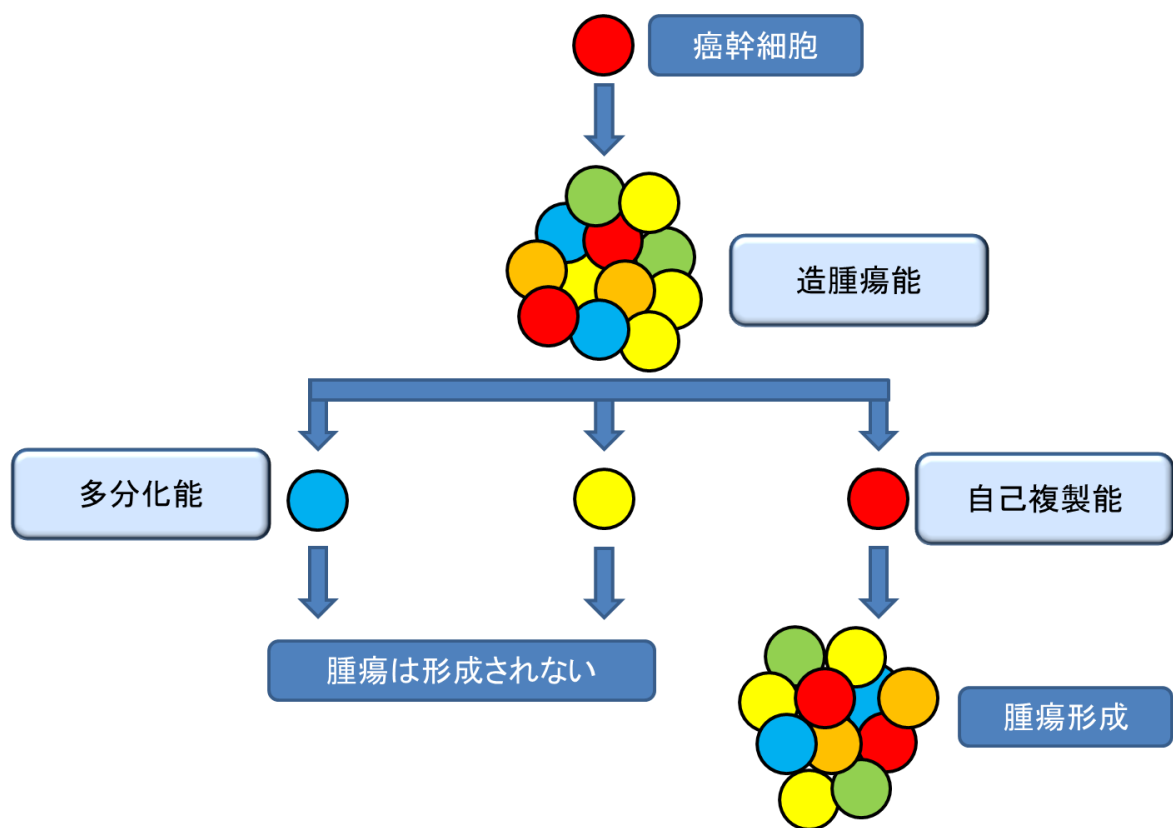 癌幹細胞
造腫瘍能
多分化能
自己複製能
腫瘍は形成されない
腫瘍形成